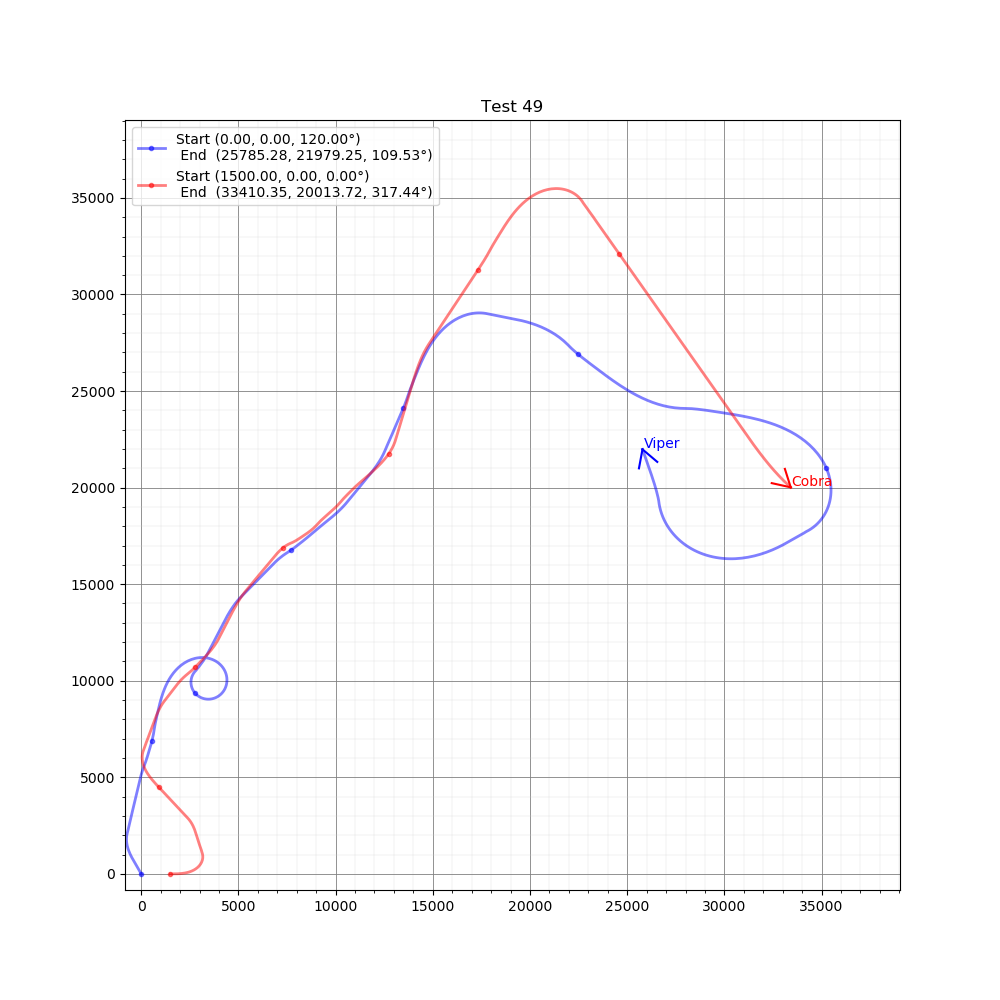 Test 49
Start (0.00, 0.00, 120.00°)
End  (25785.28, 21979.25, 109.53°)
Start (1500.00, 0.00, 0.00°)
End  (33410.35, 20013.72, 317.44°)
35000
30000
25000
20000
15000
10000
5000
0
Viper
Cobra
0 5000 10000 15000 20000 25000 30000 35000